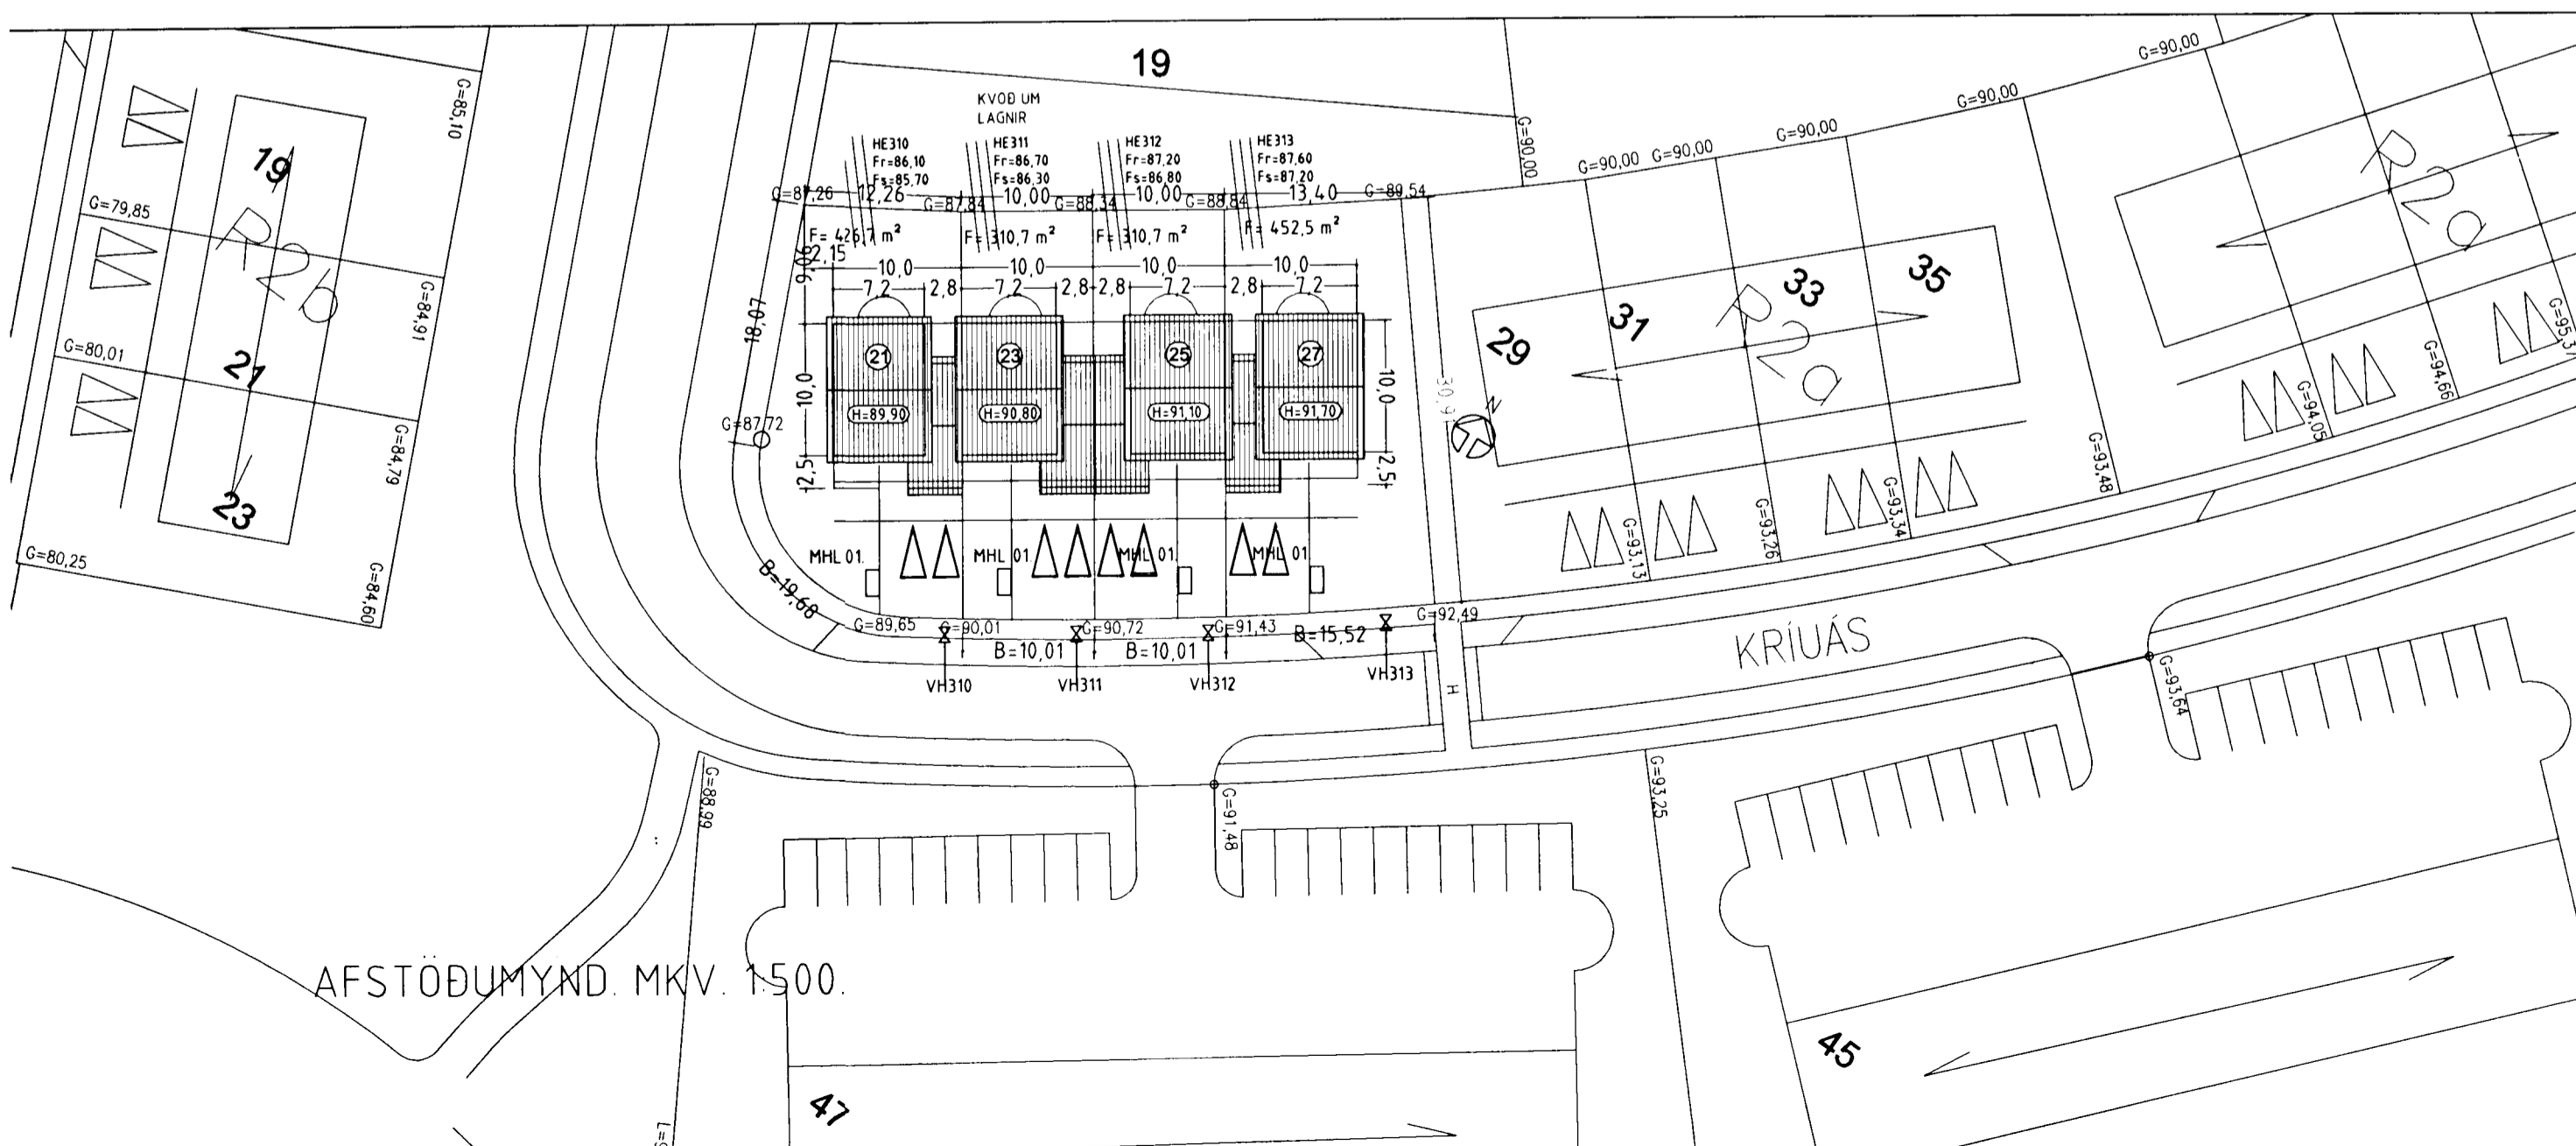 19
KVOÐ UM
LAGNIR
HE310
Fr=86,10
Fs=85,70
HE311
Fr=86,70
Fs=86,30
HE312
Fr=87,20
Fs=86,80
HE313
Fr=87,60
Fs=87,20
G=87,26
12,26
G=87,84
10,00
G=88,34
10,00
G=88,84
13,40
G=89,54
F= 426,7 m²
F= 310,7 m²
F= 310,7 m²
F= 452,5 m²
9,06
2,15
10,0
10,0
10,0
10,0
7,2
2,8
7,2
2,8
2,8
7,2
2,8
7,2
18,07
21
23
25
27
10,0
10,0
H=89,90
H=90,80
H=91,10
H=91,70
G=87,72
2,5
2,5
N
MHL 01.
MHL 01
MHL 01
MHL 01
B=19,68
G=89,65
G=90,01
G=90,72
G=91,43
B=15,52
G=92,49
B=10,01
B=10,01
VH310
VH311
VH312
VH313
H
G=85,10
19
R2b
G=79,85
G=84,91
G=80,01
21
G=84,79
23
G=80,25
G=84,60
G=90,00
G=90,00
G=90,00
G=90,00
G=90,00
G=90,00
29
31
33
35
R2a
R2a
G=93,13
G=93,26
G=93,34
G=93,48
G=94,05
G=94,66
KRÍUÁS
G=93,64
G=88,99
G=91,48
G=93,25
AFSTÖÐUMYND. MKV. 1:500.
47
45